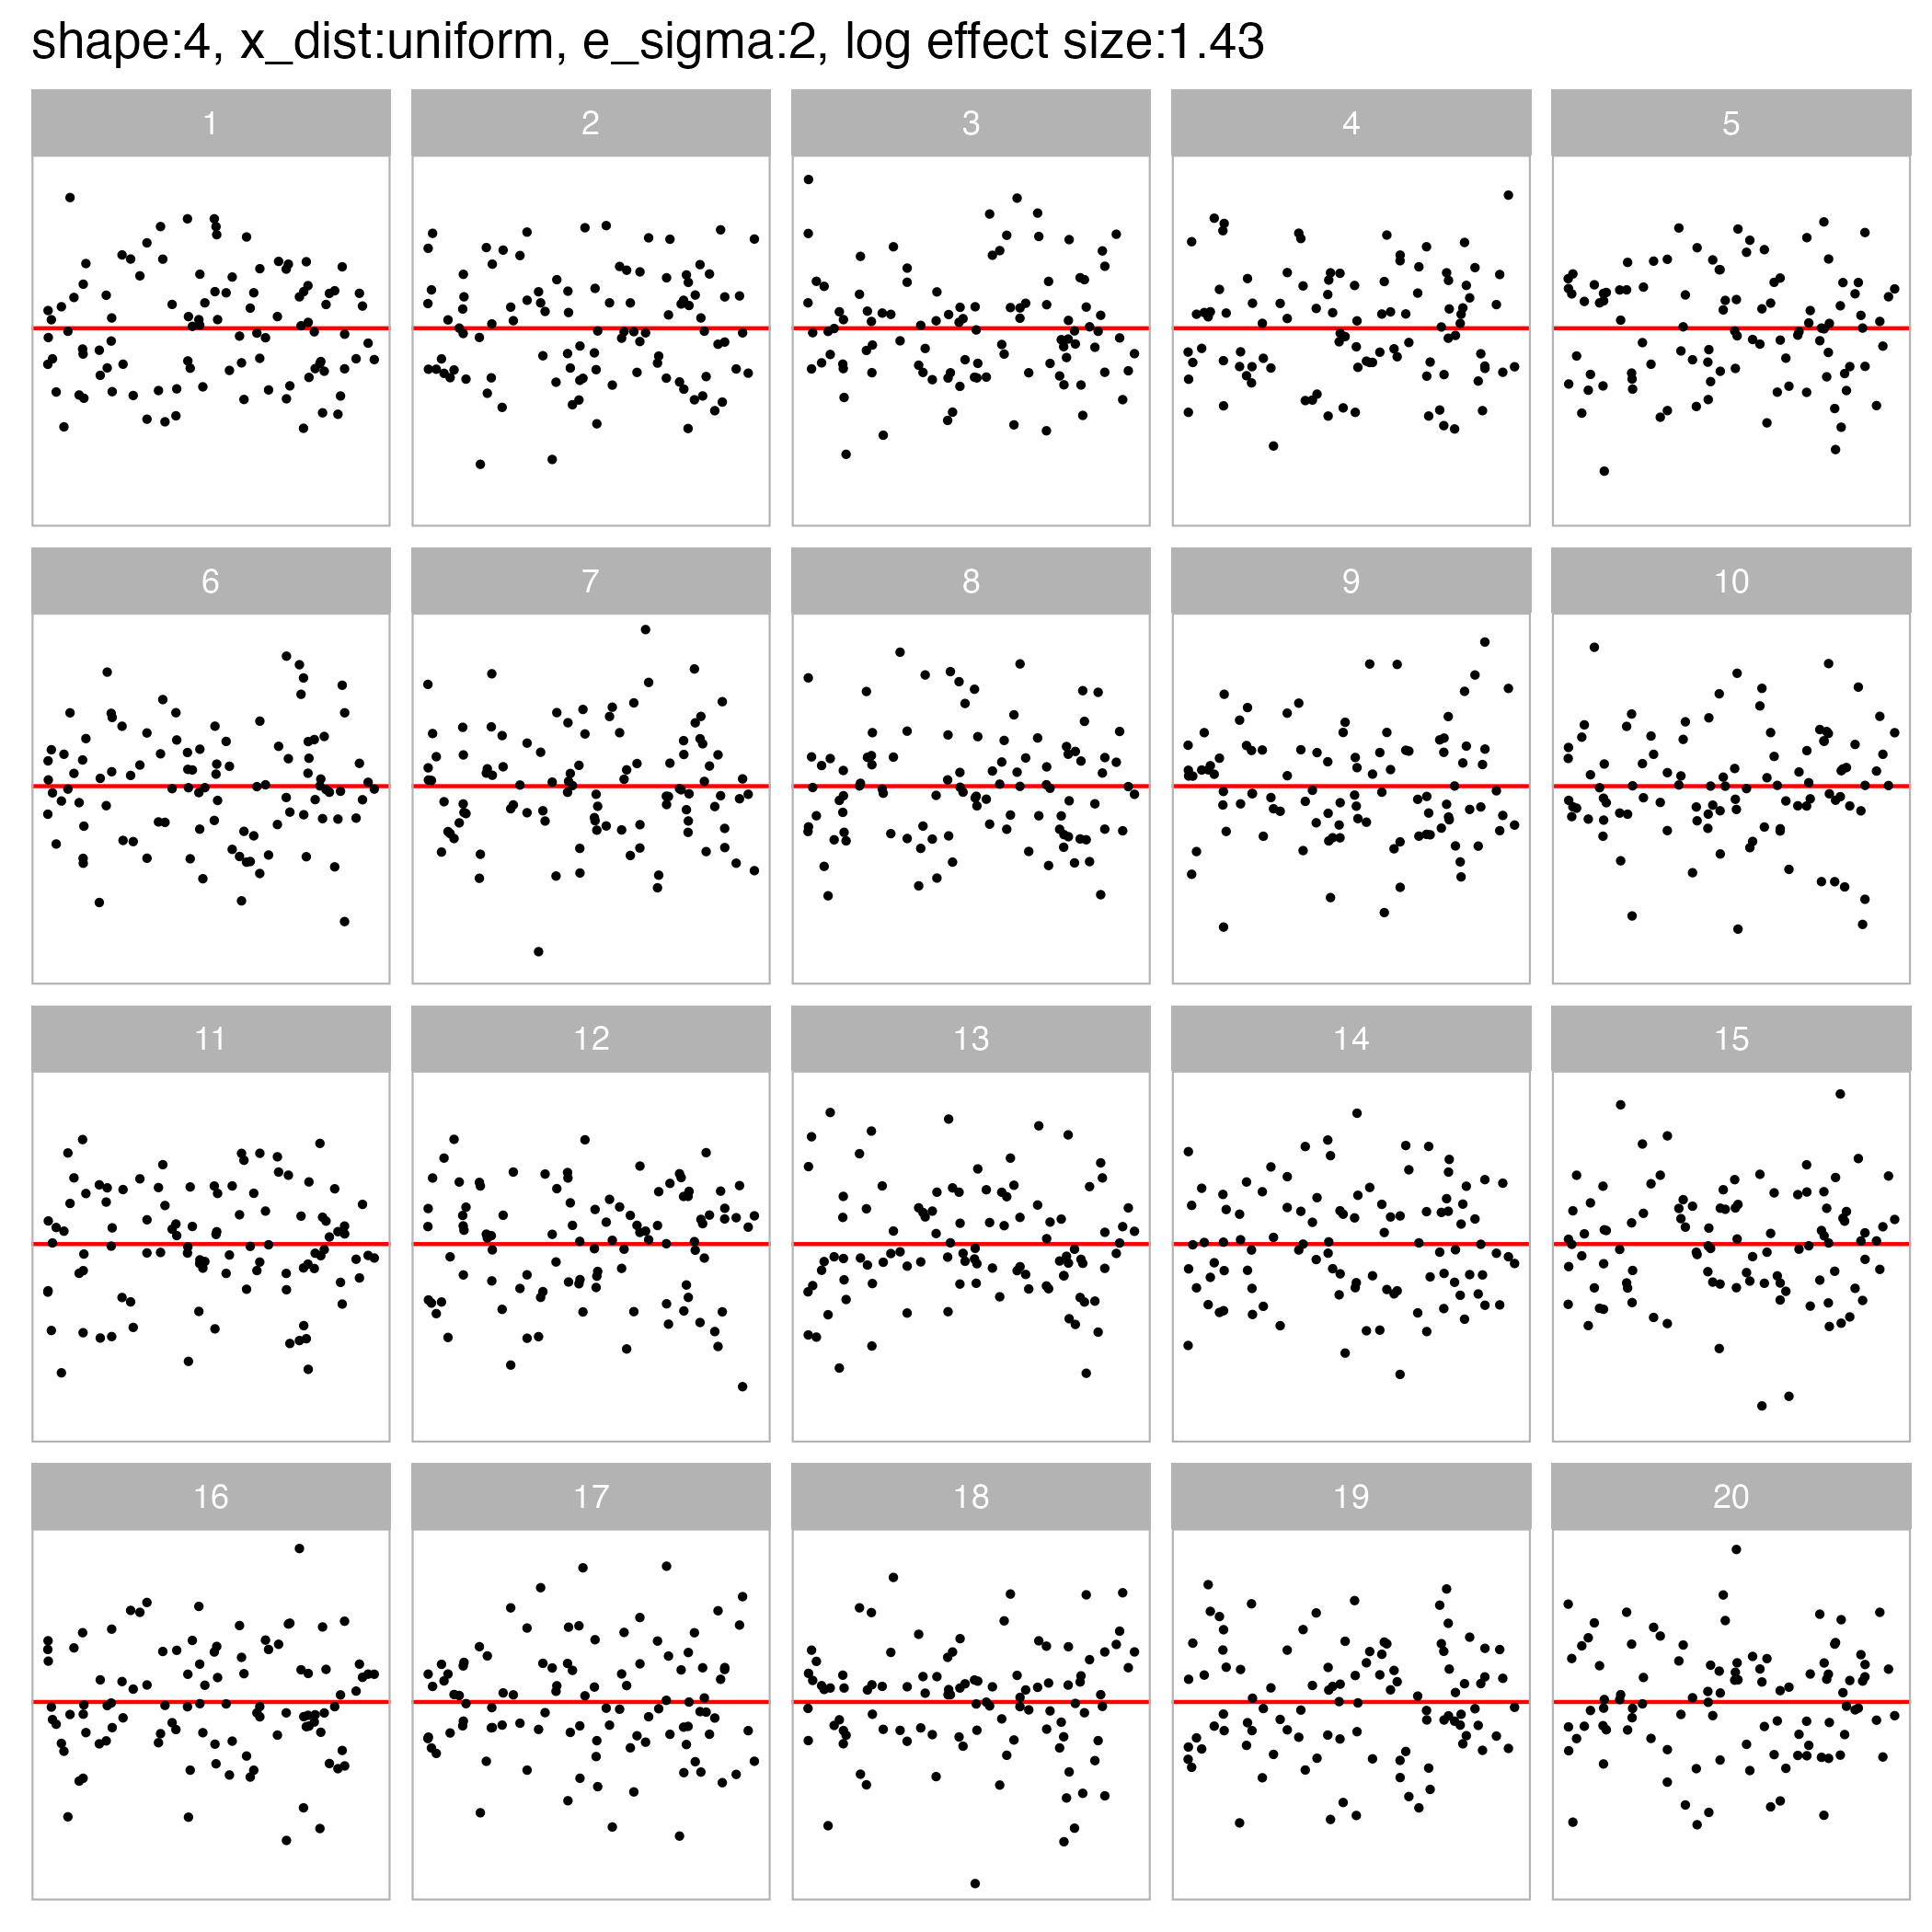 shape:4, x_dist:uniform, e_sigma:2, log effect size:1.43
1 2 3 4 5
6 7 8 9 10
11 12 13 14 15
16 17 18 19 20